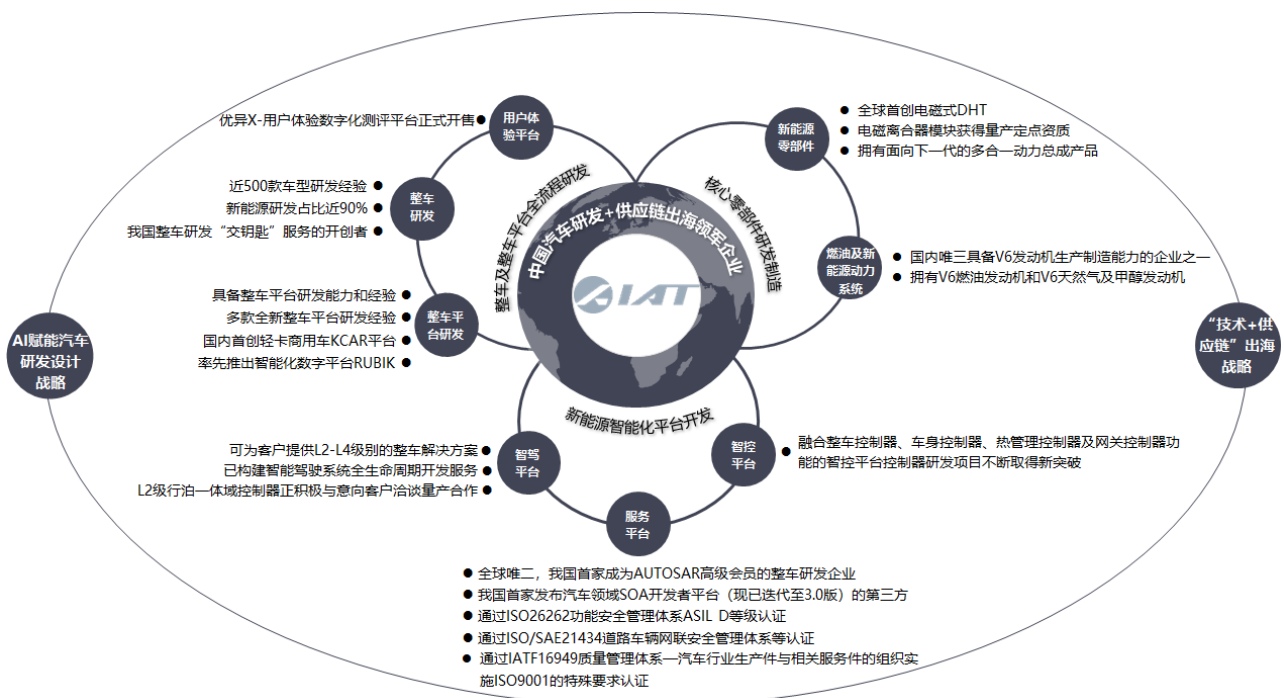 优异X-用户体验数字化测评平台正式开售
用户体
验平台
近500款车型研发经验
新能源研发占比近90%
我国整车研发“交钥匙”服务的开创者
整车
研发
具备整车平台研发能力和经验
多款全新整车平台研发经验
国内首创轻卡商用车KCAR平台
率先推出智能化数字平台RUBIK
整车平
台研发
整车及整车平台全流程研发
中国汽车研发+供应链出海领军企业
IAT
核心零部件研发制造
新能源
零部件
全球首创电磁式DHT
电磁离合器模块获得量产定点资质
拥有面向下一代的多合一动力总成产品
燃油及新
能源动力
系统
国内唯三具备V6发动机生产制造能力的企业之一
拥有V6燃油发动机和V6天然气及甲醇发动机
AI赋能汽车
研发设计
战略
“技术+供
应链”出海
战略
新能源智能化平台开发
可为客户提供L2-L4级别的整车解决方案
已构建智能驾驶系统全生命周期开发服务
L2级行泊一体域控制器正积极与意向客户洽谈量产合作
智驾
平台
智控
平台
融合整车控制器、车身控制器、热管理控制器及网关控制器功
能的智控平台控制器研发项目不断取得新突破
服务
平台
全球唯二，我国首家成为AUTOSAR高级会员的整车研发企业
我国首家发布汽车领域SOA开发者平台（现已迭代至3.0版）的第三方
通过ISO26262功能安全管理体系ASIL D等级认证
通过ISO/SAE21434道路车辆网联安全管理体系等认证
通过IATF16949质量管理体系—汽车行业生产件与相关服务件的组织实
施ISO9001的特殊要求认证